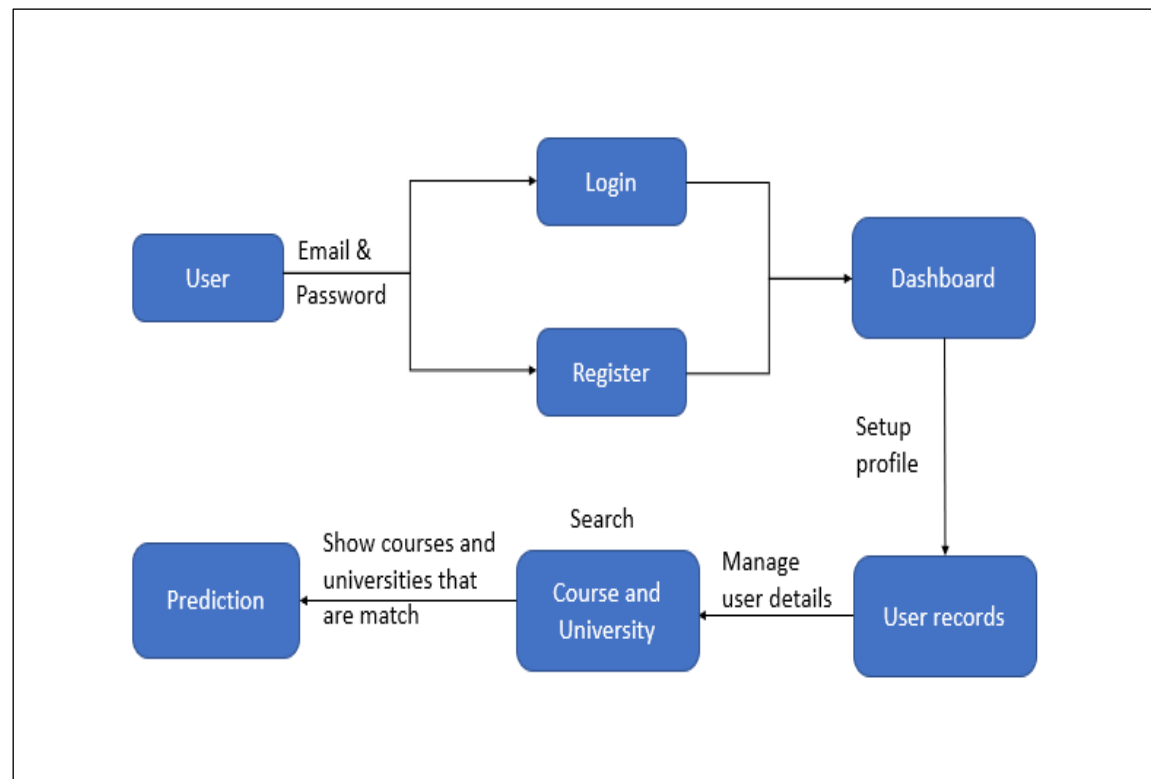 Login
User
Email &
Password
Dashboard
Register
Setup
profile
Search
Prediction
Show courses and
universities that
are match
Course and
University
Manage
user details
User records